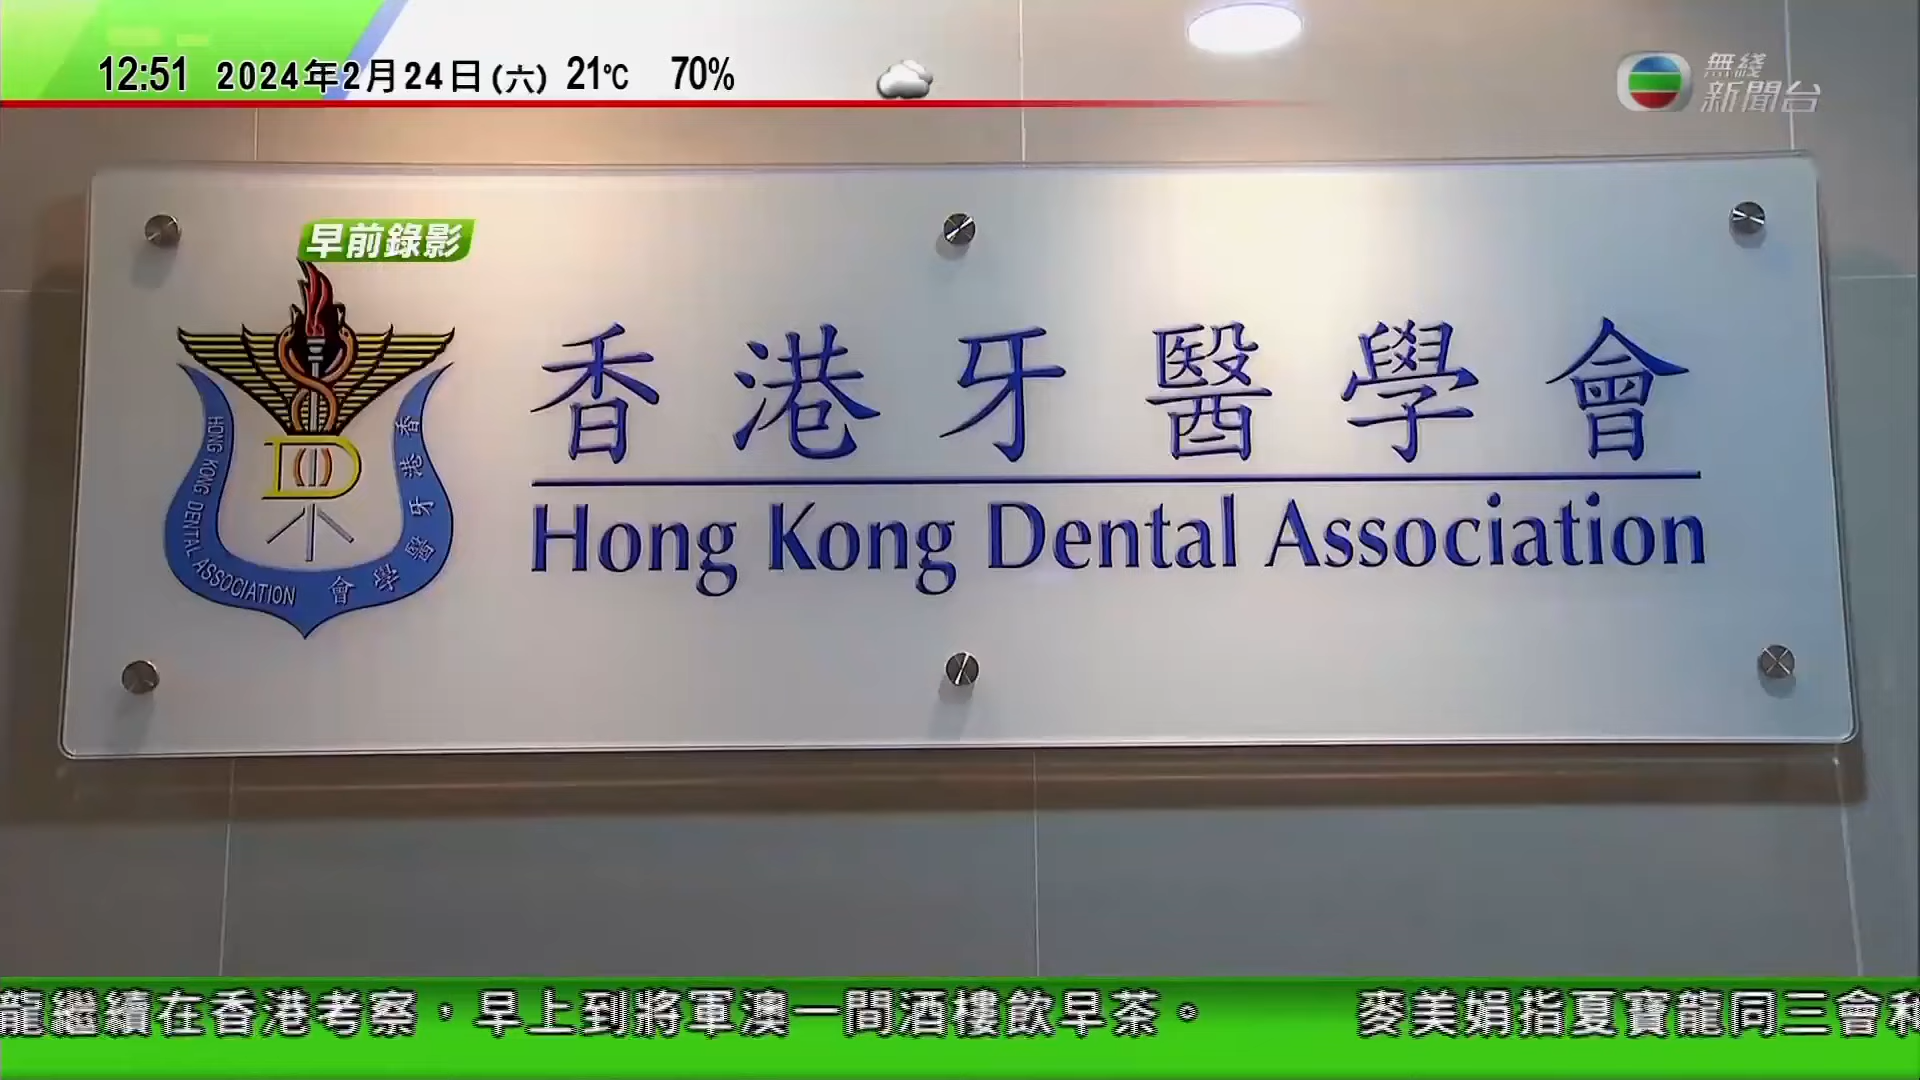 12:51 2024年2月24日(六) 21℃ 70%
無綫
新聞台
早前錄影
香港牙醫學會
Hong Kong Dental Association
HONG KONG DENTAL ASSOCIATION
香港牙醫學會
龍繼續在香港考察，早上到將軍澳一間酒樓飲早茶。 麥美娟指夏寶龍同三會和